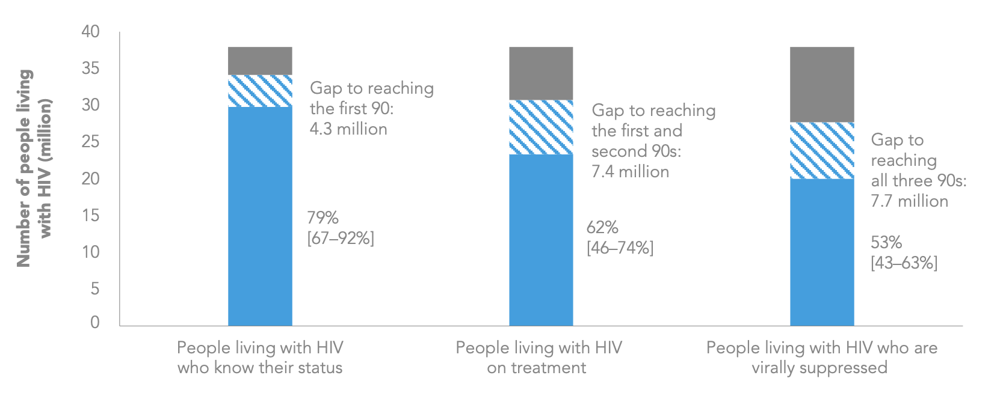 Number of people living
with HIV (million)
40
35
30
25
20
15
10
5
0
Gap to reaching
the first 90:
4.3 million
79%
[67–92%]
Gap to reaching
the first and
second 90s:
7.4 million
62%
[46–74%]
Gap to
reaching
all three 90s:
7.7 million
53%
[43–63%]
People living with HIV
who know their status
People living with HIV
on treatment
People living with HIV who are
virally suppressed